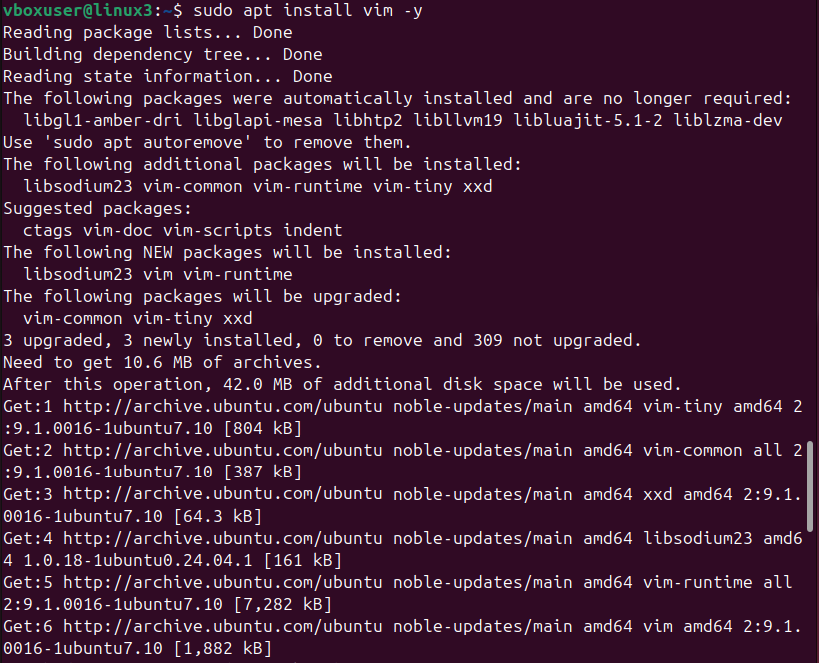 vboxuser@linux3:~$ sudo apt install vim -y
Reading package lists... Done
Building dependency tree... Done
Reading state information... Done
The following packages were automatically installed and are no longer required:
  libgl1-amber-dri libglapi-mesa libhtp2 libllvm19 libluajit-5.1-2 liblzma-dev
Use 'sudo apt autoremove' to remove them.
The following additional packages will be installed:
  libsodium23 vim-common vim-runtime vim-tiny xxd
Suggested packages:
  ctags vim-doc vim-scripts indent
The following NEW packages will be installed:
  libsodium23 vim vim-runtime
The following packages will be upgraded:
  vim-common vim-tiny xxd
3 upgraded, 3 newly installed, 0 to remove and 309 not upgraded.
Need to get 10.6 MB of archives.
After this operation, 42.0 MB of additional disk space will be used.
Get:1 http://archive.ubuntu.com/ubuntu noble-updates/main amd64 vim-tiny amd64 2
:9.1.0016-1ubuntu7.10 [804 kB]
Get:2 http://archive.ubuntu.com/ubuntu noble-updates/main amd64 vim-common all 2
:9.1.0016-1ubuntu7.10 [387 kB]
Get:3 http://archive.ubuntu.com/ubuntu noble-updates/main amd64 xxd amd64 2:9.1.
0016-1ubuntu7.10 [64.3 kB]
Get:4 http://archive.ubuntu.com/ubuntu noble-updates/main amd64 libsodium23 amd6
4 1.0.18-1ubuntu0.24.04.1 [161 kB]
Get:5 http://archive.ubuntu.com/ubuntu noble-updates/main amd64 vim-runtime all
2:9.1.0016-1ubuntu7.10 [7,282 kB]
Get:6 http://archive.ubuntu.com/ubuntu noble-updates/main amd64 vim amd64 2:9.1.
0016-1ubuntu7.10 [1,882 kB]